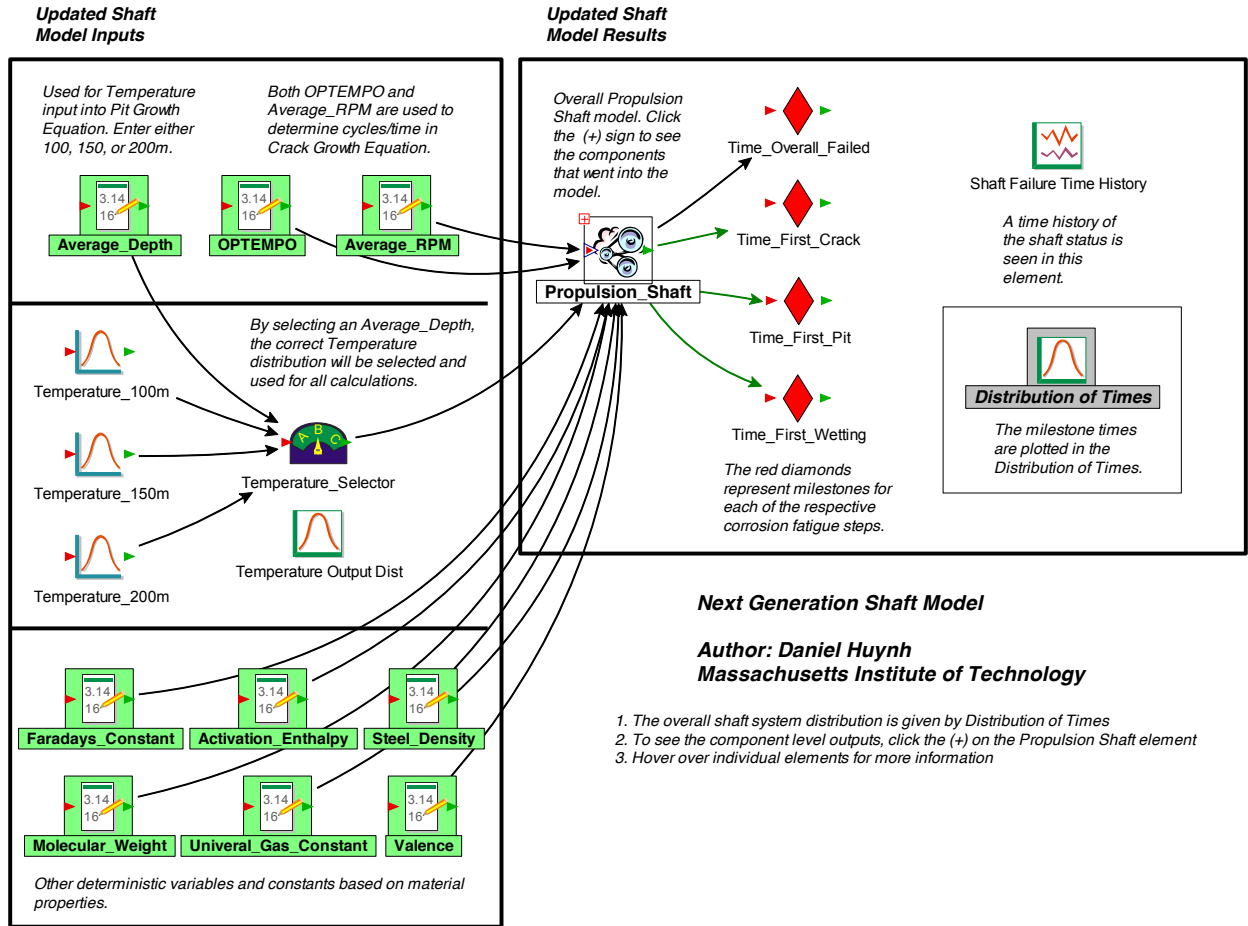 Updated Shaft
Model Inputs
Used for Temperature
input into Pit Growth
Equation. Enter either
100, 150, or 200m.
Both OPTEMPO and
Average_RPM are used to
determine cycles/time in
Crack Growth Equation.
3.14
16
Average_Depth
3.14
16
OPTEMPO
3.14
16
Average_RPM
By selecting an Average_Depth,
the correct Temperature
distribution will be selected and
used for all calculations.
Temperature_100m
Temperature_150m
Temperature_200m
A
B
C
Temperature_Selector
Temperature Output Dist
3.14
16
Faradays_Constant
3.14
16
Activation_Enthalpy
3.14
16
Steel_Density
3.14
16
Molecular_Weight
3.14
16
Univeral_Gas_Constant
3.14
16
Valence
Other deterministic variables and constants based on material
properties.
Updated Shaft
Model Results
Overall Propulsion
Shaft model. Click
the (+) sign to see
the components
that went into the
model.
Propulsion_Shaft
Time_Overall_Failed
Time_First_Crack
Time_First_Pit
Time_First_Wetting
The red diamonds
represent milestones for
each of the respective
corrosion fatigue steps.
Shaft Failure Time History
A time history of
the shaft status is
seen in this
element.
Distribution of Times
The milestone times
are plotted in the
Distribution of Times.
Next Generation Shaft Model
Author: Daniel Huynh
Massachusetts Institute of Technology
1. The overall shaft system distribution is given by Distribution of Times
2. To see the component level outputs, click the (+) on the Propulsion Shaft element
3. Hover over individual elements for more information